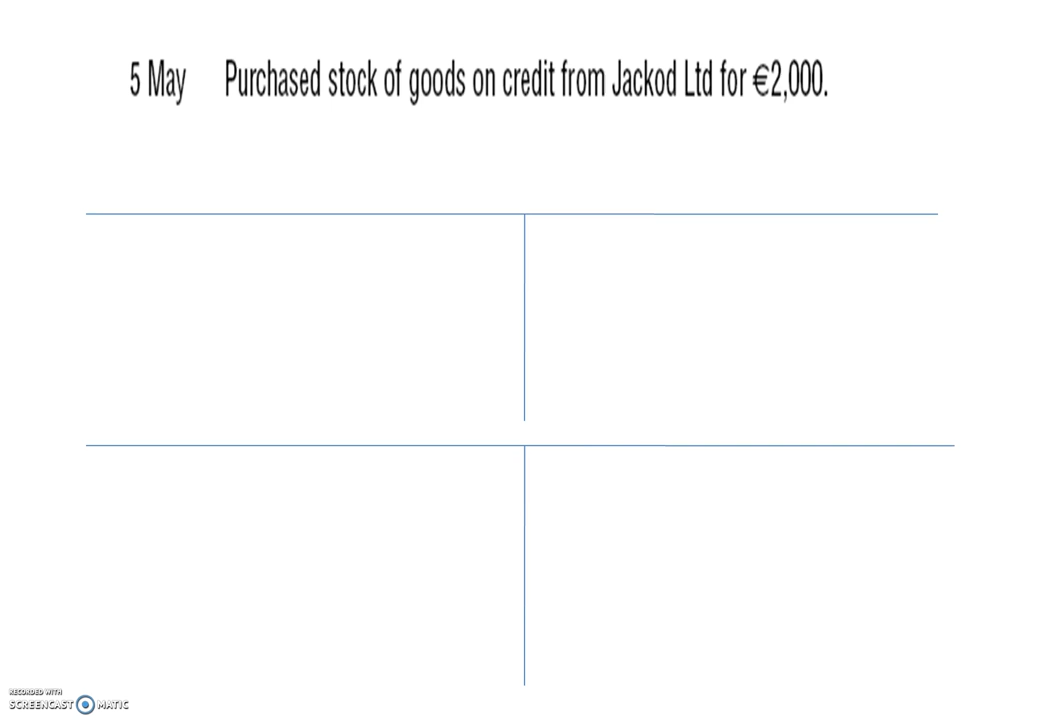 5 May Purchased stock of goods on credit from Jackod Ltd for €2,000.
RECORDED WITH
SCREENCAST MATIC